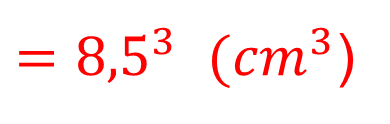 = 8,5³ (cm³)